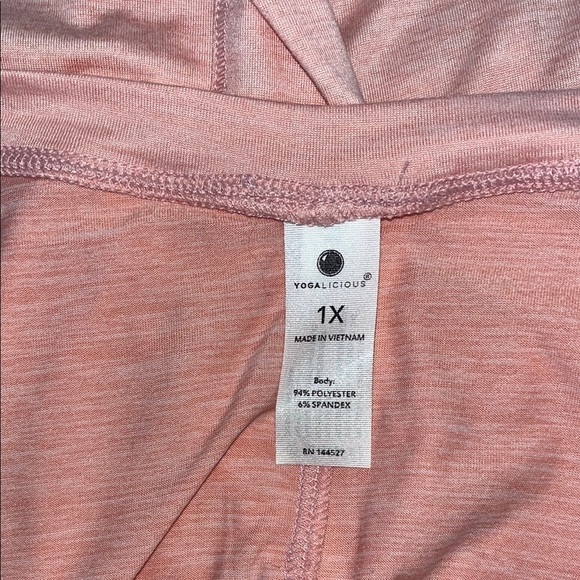 YOGALICIOUS®
1X
MADE IN VIETNAM
Body:
94% POLYESTER
6% SPANDEX
RN 144527